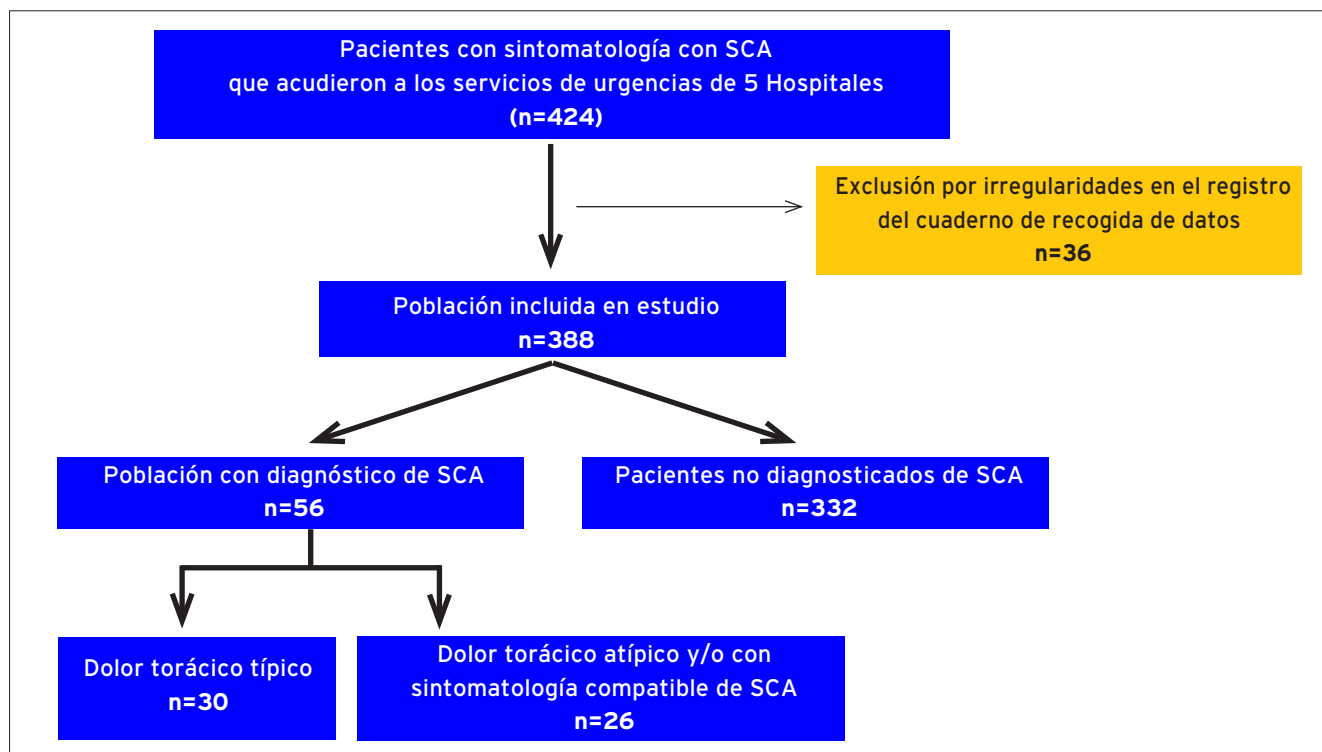 Pacientes con sintomatología con SCA
que acudieron a los servicios de urgencias de 5 Hospitales
(n=424)
Exclusión por irregularidades en el registro
del cuaderno de recogida de datos
n=36
Población incluida en estudio
n=388
Población con diagnóstico de SCA
n=56
Pacientes no diagnosticados de SCA
n=332
Dolor torácico típico
n=30
Dolor torácico atípico y/o con
sintomatología compatible de SCA
n=26